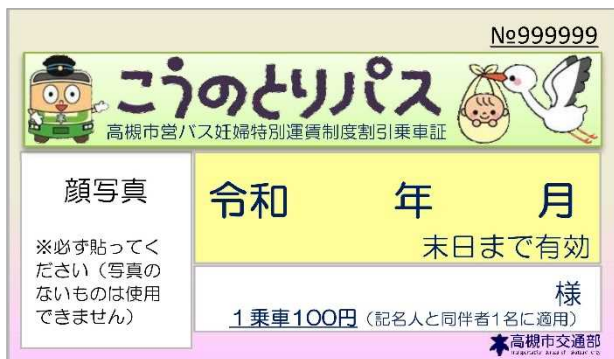 №999999
こうのとりパス
高槻市営バス妊婦特別運賃制度割引乗車証
顔写真
※必ず貼ってく
ださい（写真の
ないものは使用
できません）
令和 年 月
末日まで有効
様
1乗車100円（記名人と同伴者1名に適用）
高槻市交通部